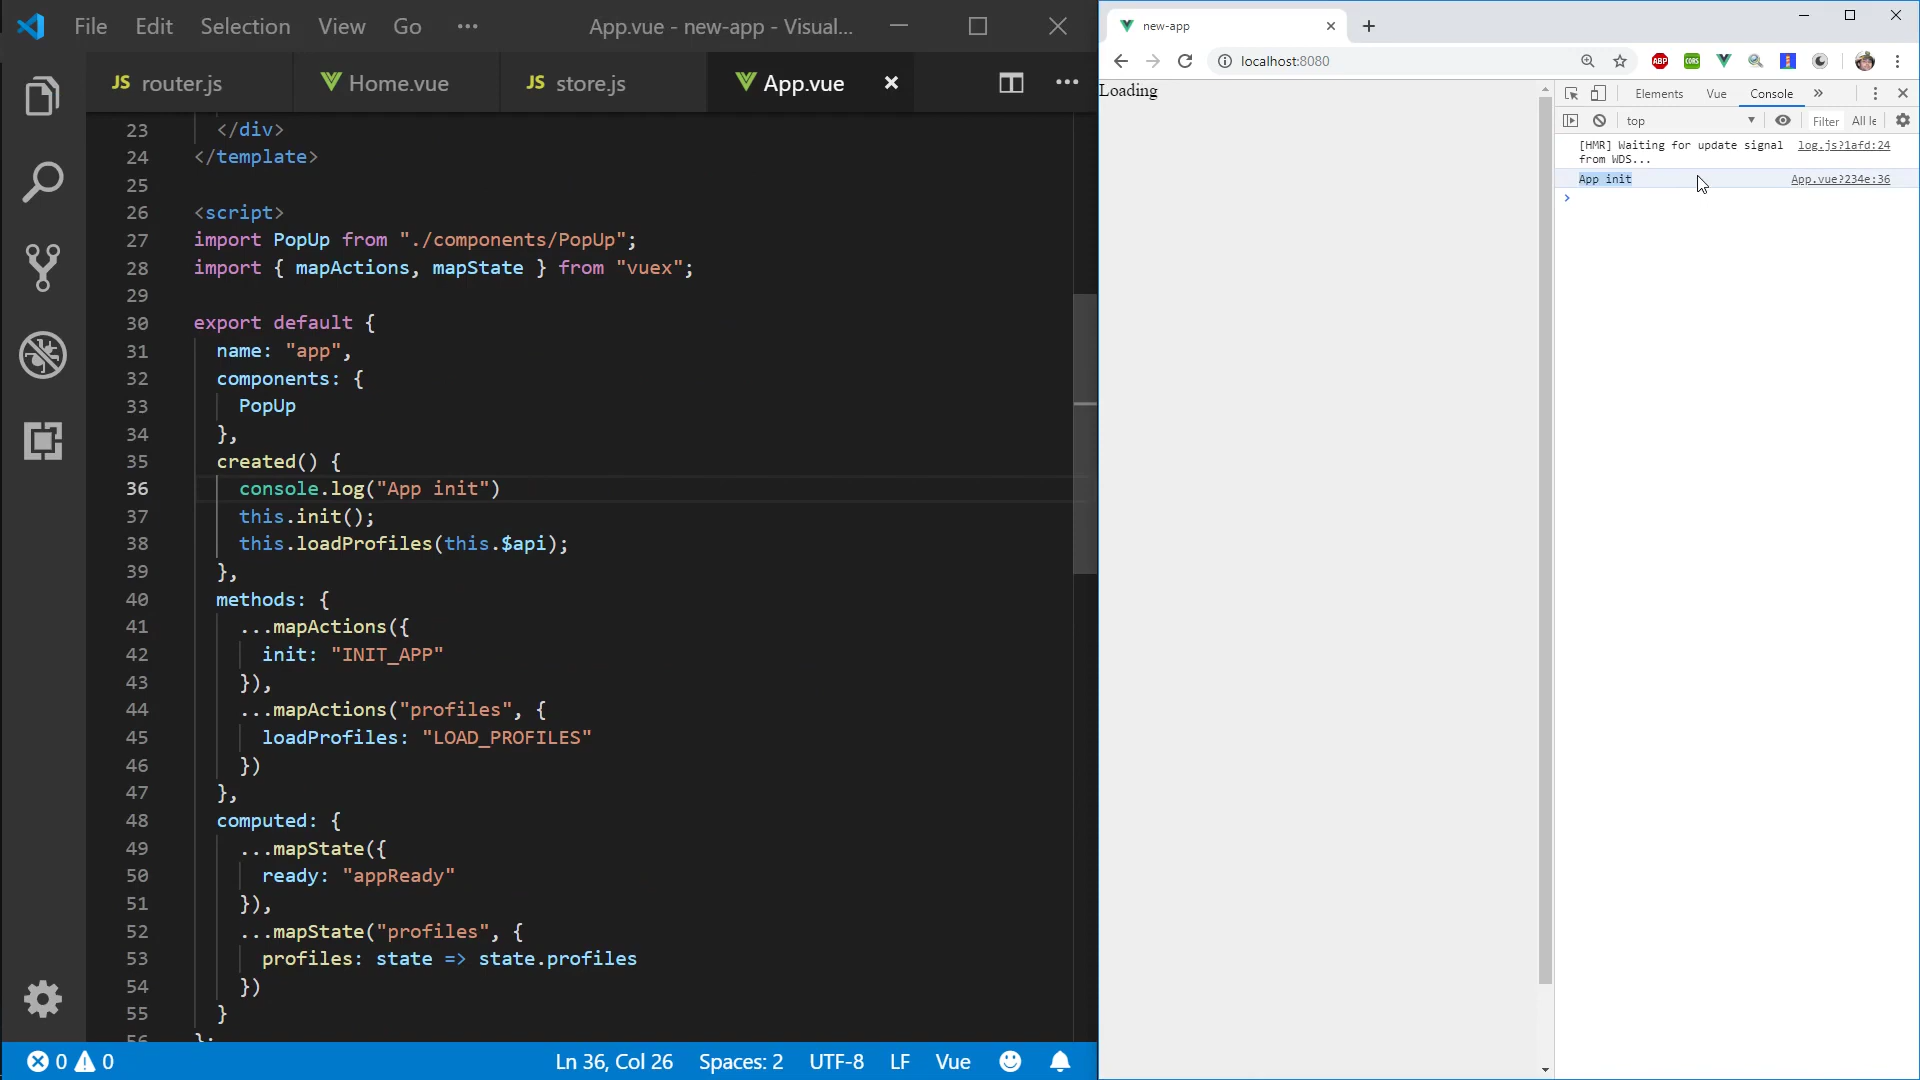 File Edit Selection View Go ··· App.vue - new-app - Visual...
JS router.js Home.vue JS store.js App.vue
23 </div>
24 </template>
25
26 <script>
27 import PopUp from "./components/PopUp";
28 import { mapActions, mapState } from "vuex";
29
30 export default {
31 name: "app",
32 components: {
33 PopUp
34 },
35 created() {
36 console.log("App init")
37 this.init();
38 this.loadProfiles(this.$api);
39 },
40 methods: {
41 ...mapActions({
42 init: "INIT_APP"
43 }),
44 ...mapActions("profiles", {
45 loadProfiles: "LOAD_PROFILES"
46 })
47 },
48 computed: {
49 ...mapState({
50 ready: "appReady"
51 }),
52 ...mapState("profiles", {
53 profiles: state => state.profiles
54 })
55 }
56 };
0 0 Ln 36, Col 26 Spaces: 2 UTF-8 LF Vue
new-app
localhost:8080
ABP CORS
Loading
Elements Vue Console »
top Filter All le
[HMR] Waiting for update signal log.js?1afd:24
from WDS...
App init App.vue?234e:36
>